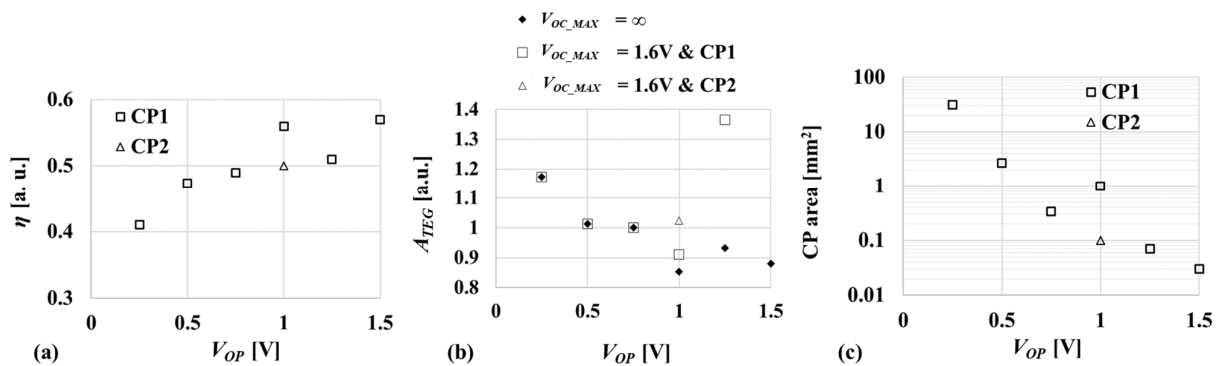 0.6
0.5
0.4
0.3
0
0.5
1
1.5
CP1
CP2
η [a. u.]
V_OP [V]
(a)
V_OC_MAX = ∞
V_OC_MAX = 1.6V & CP1
V_OC_MAX = 1.6V & CP2
1.4
1.3
1.2
1.1
1
0.9
0.8
0
0.5
1
1.5
A_TEG [a.u.]
V_OP [V]
(b)
100
10
1
0.1
0.01
0
0.5
1
1.5
CP1
CP2
CP area [mm²]
V_OP [V]
(c)